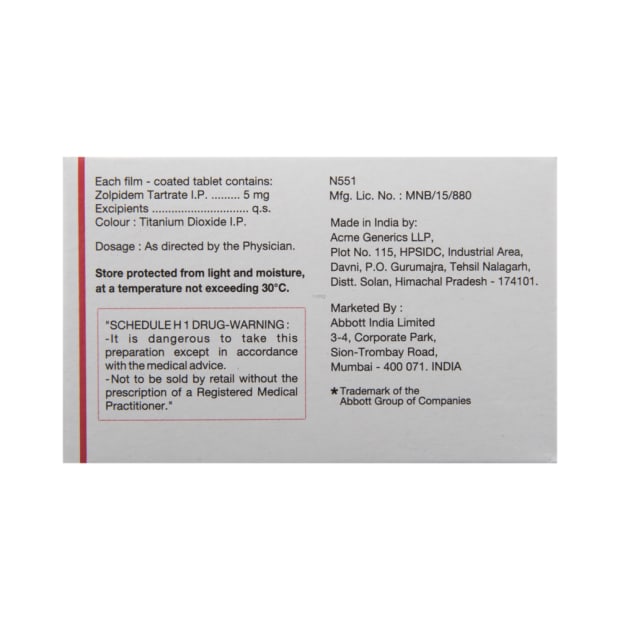 Each film - coated tablet contains:
Zolpidem Tartrate I.P. ......... 5 mg
Excipients .............................. q.s.
Colour : Titanium Dioxide I.P.
Dosage : As directed by the Physician.
Store protected from light and moisture,
at a temperature not exceeding 30°C.
"SCHEDULE H 1 DRUG-WARNING :
-It is dangerous to take this
preparation except in accordance
with the medical advice.
-Not to be sold by retail without the
prescription of a Registered Medical
Practitioner."
N551
Mfg. Lic. No. : MNB/15/880
Made in India by:
Acme Generics LLP,
Plot No. 115, HPSIDC, Industrial Area,
Davni, P.O. Gurumajra, Tehsil Nalagarh,
Distt. Solan, Himachal Pradesh - 174101.
Marketed By :
Abbott India Limited
3-4, Corporate Park,
Sion-Trombay Road,
Mumbai - 400 071. INDIA
* Trademark of the
Abbott Group of Companies